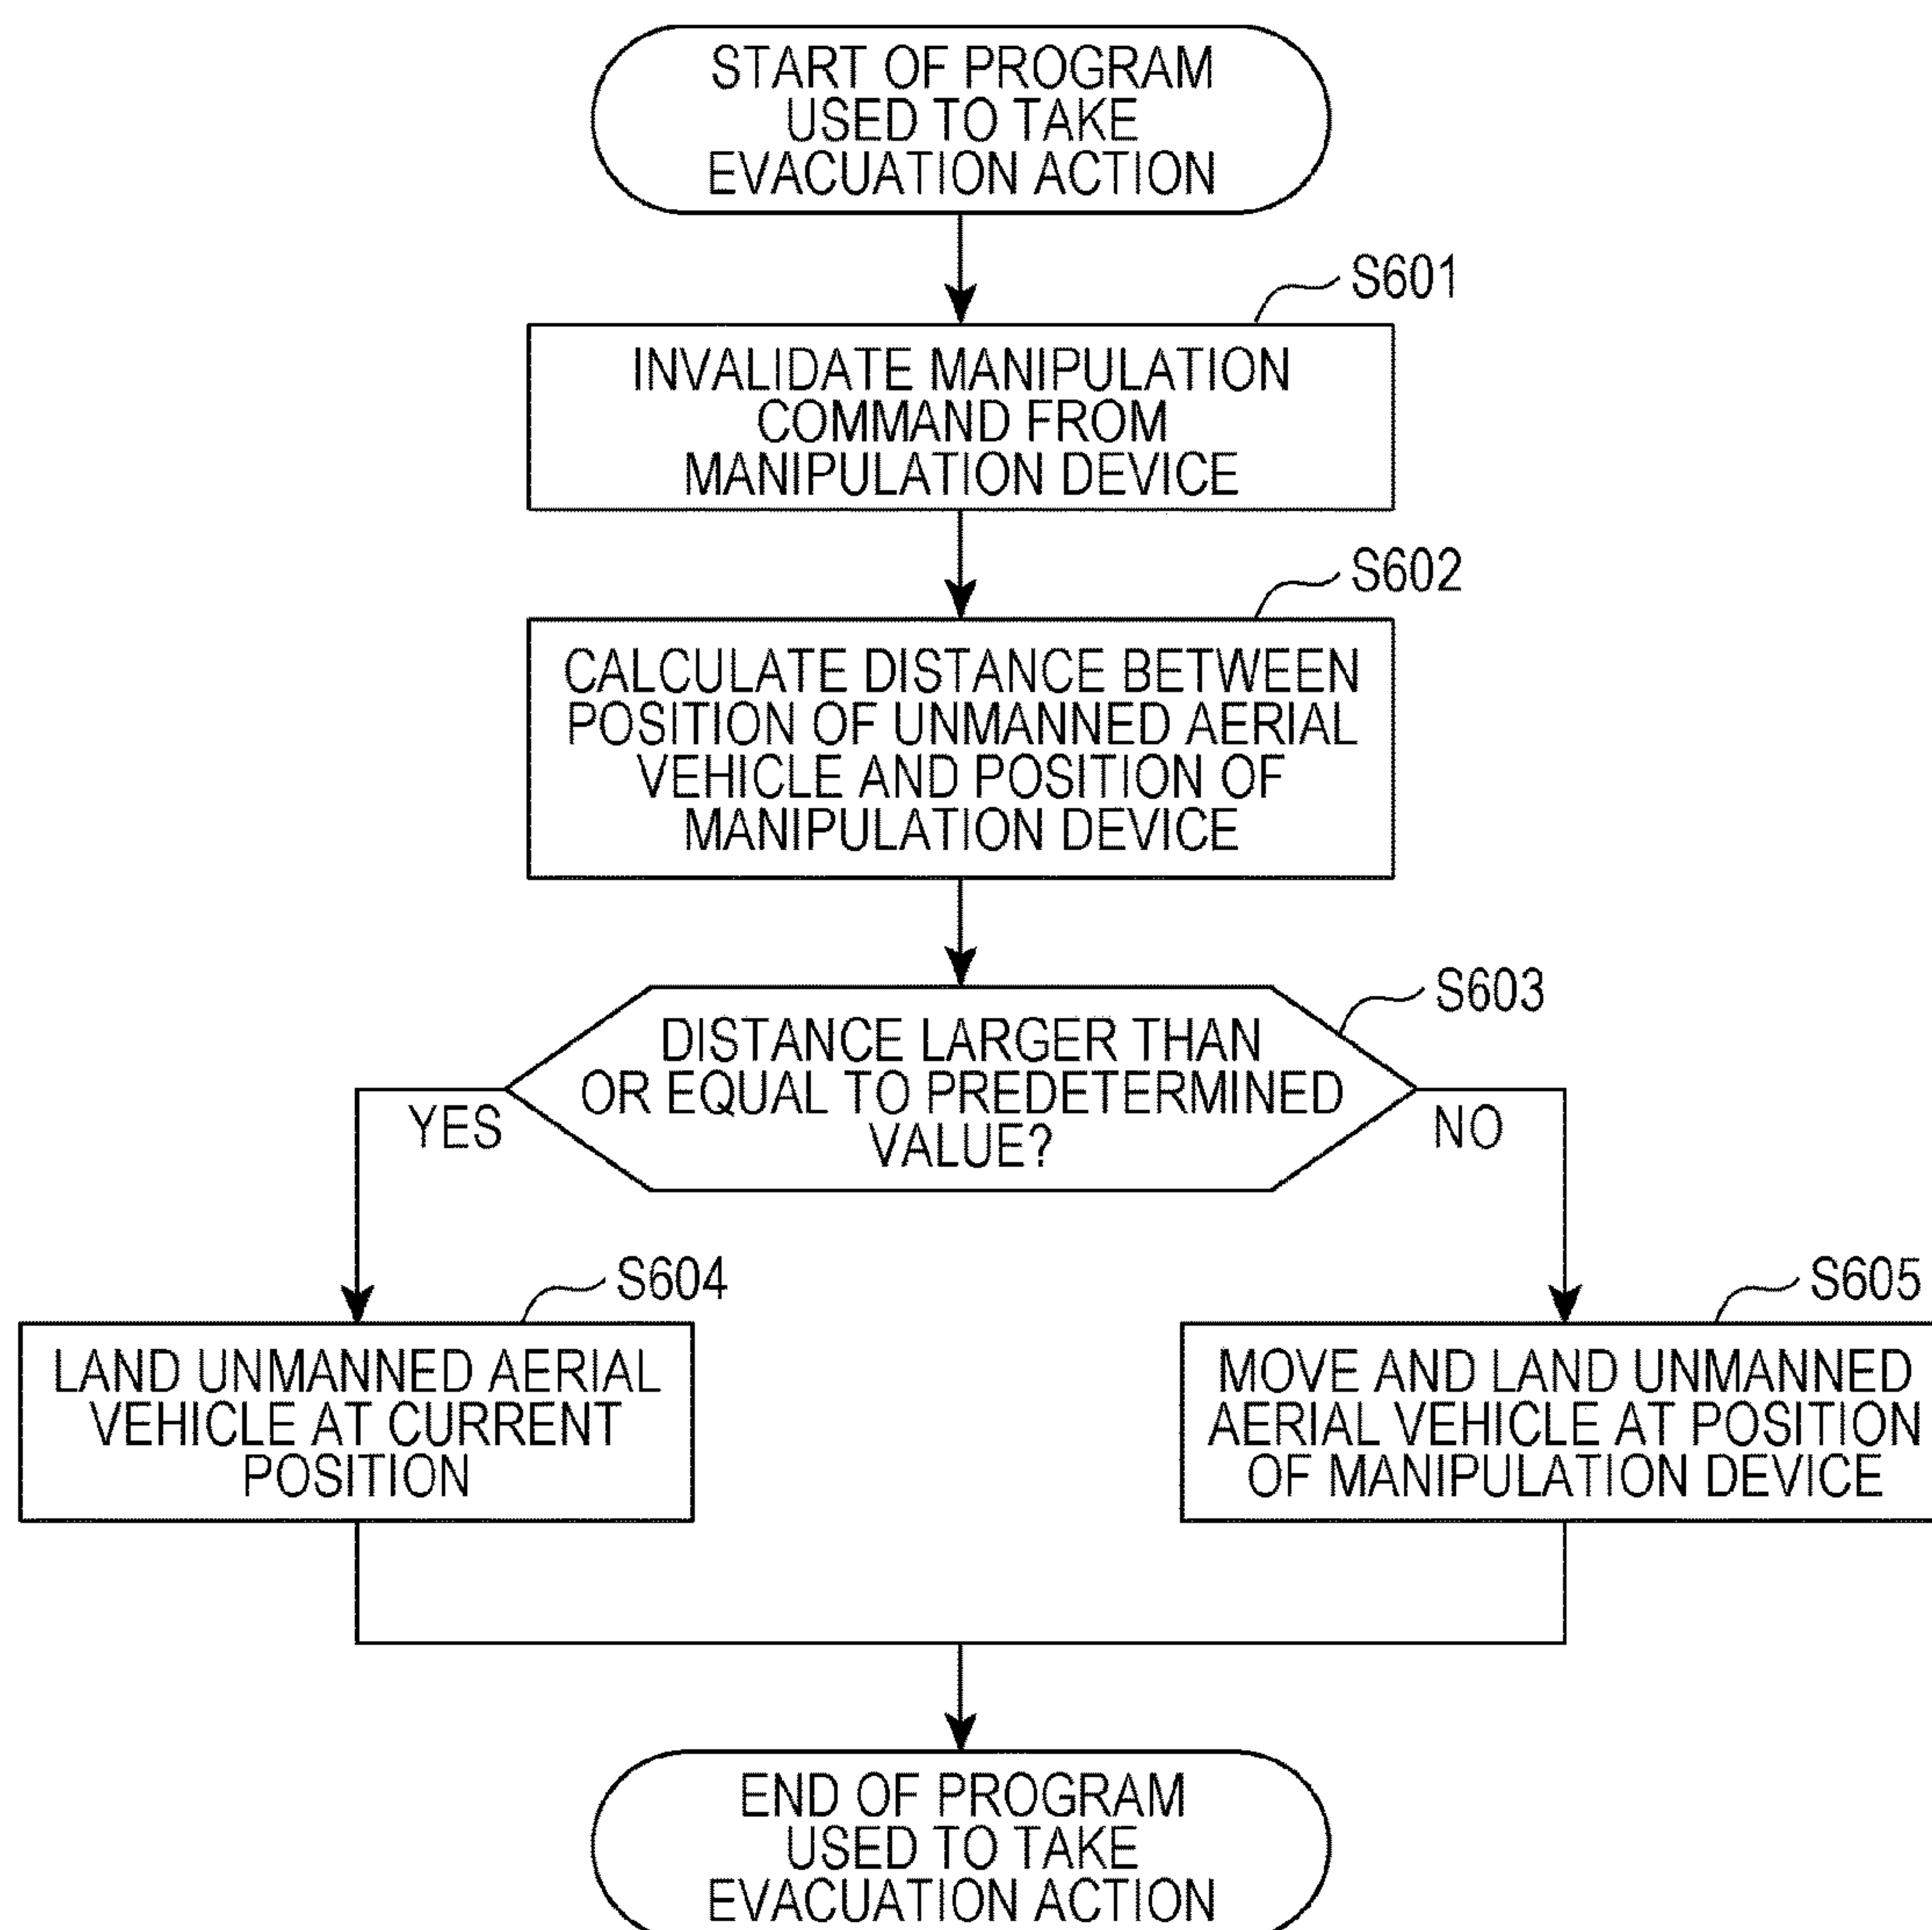 START OF PROGRAM
USED TO TAKE
EVACUATION ACTION
S601
INVALIDATE MANIPULATION
COMMAND FROM
MANIPULATION DEVICE
S602
CALCULATE DISTANCE BETWEEN
POSITION OF UNMANNED AERIAL
VEHICLE AND POSITION OF
MANIPULATION DEVICE
S603
DISTANCE LARGER THAN
OR EQUAL TO PREDETERMINED
VALUE?
YES
NO
S604
LAND UNMANNED AERIAL
VEHICLE AT CURRENT
POSITION
S605
MOVE AND LAND UNMANNED
AERIAL VEHICLE AT POSITION
OF MANIPULATION DEVICE
END OF PROGRAM
USED TO TAKE
EVACUATION ACTION